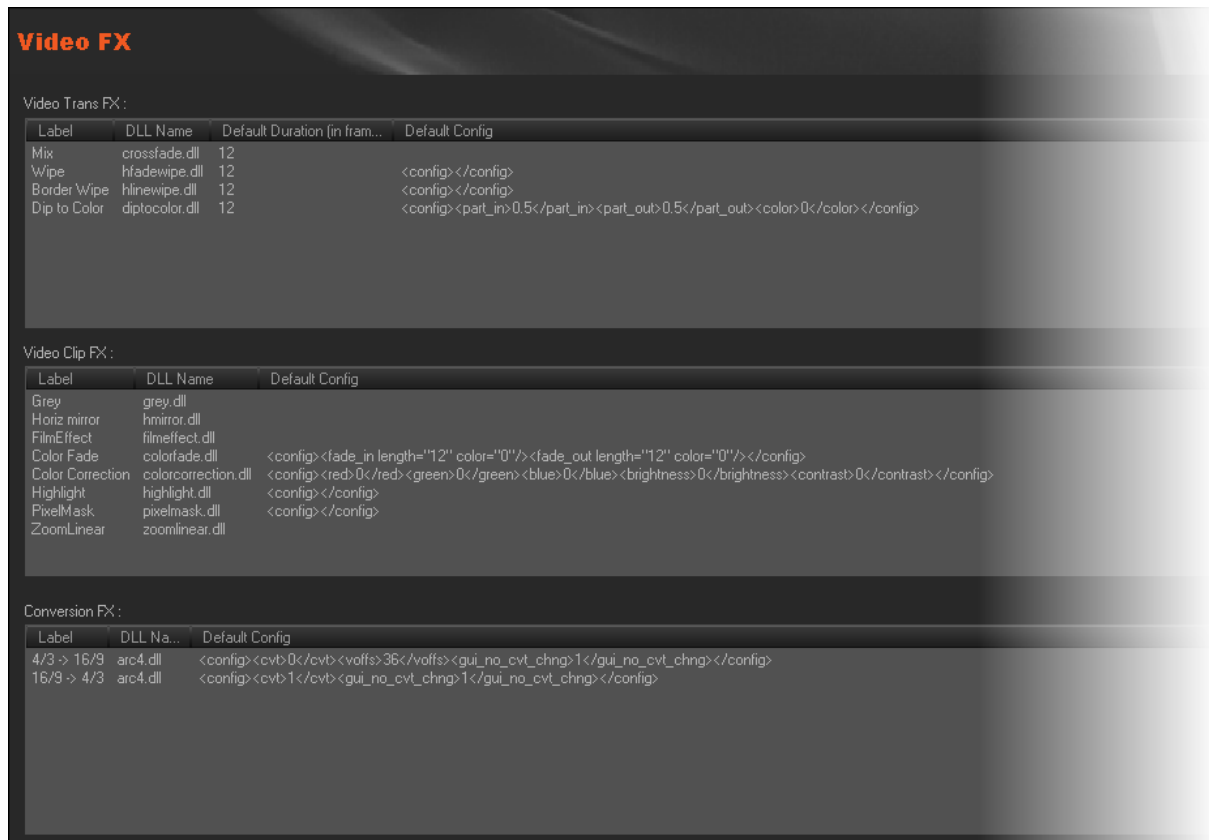 Video FX
Video Trans FX :
Label DLL Name Default Duration (in fram... Default Config
Mix crossfade.dll 12
Wipe hfadewipe.dll 12 <config></config>
Border Wipe hlinewipe.dll 12 <config></config>
Dip to Color diptocolor.dll 12 <config><part_in>0.5</part_in><part_out>0.5</part_out><color>0</color></config>
Video Clip FX :
Label DLL Name Default Config
Grey grey.dll
Horiz mirror hmirror.dll
FilmEffect filmeffect.dll
Color Fade colorfade.dll <config><fade_in length="12" color="0"/><fade_out length="12" color="0"/></config>
Color Correction colorcorrection.dll <config><red>0</red><green>0</green><blue>0</blue><brightness>0</brightness><contrast>0</contrast></config>
Highlight highlight.dll <config></config>
PixelMask pixelmask.dll <config></config>
ZoomLinear zoomlinear.dll
Conversion FX :
Label DLL Na... Default Config
4/3 -> 16/9 arc4.dll <config><cvt>0</cvt><voffs>36</voffs><gui_no_cvt_chng>1</gui_no_cvt_chng></config>
16/9 -> 4/3 arc4.dll <config><cvt>1</cvt><gui_no_cvt_chng>1</gui_no_cvt_chng></config>